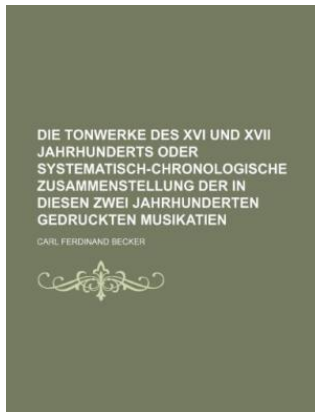 DIE TONWERKE DES XVI UND XVII
JAHRHUNDERTS ODER
SYSTEMATISCH-CHRONOLOGISCHE
ZUSAMMENSTELLUNG DER IN
DIESEN ZWEI JAHRHUNDERTEN
GEDRUCKTEN MUSIKATIEN
CARL FERDINAND BECKER